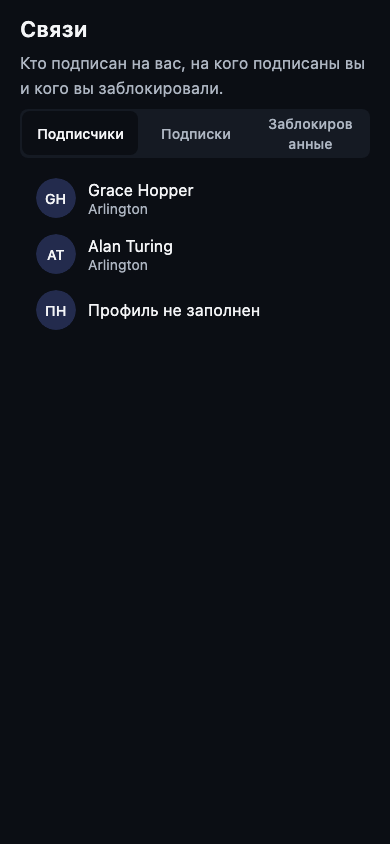 Связи
Кто подписан на вас, на кого подписаны вы
и кого вы заблокировали.
Подписчики
Подписки
Заблокиров
анные
GH
Grace Hopper
Arlington
AT
Alan Turing
Arlington
ПН
Профиль не заполнен